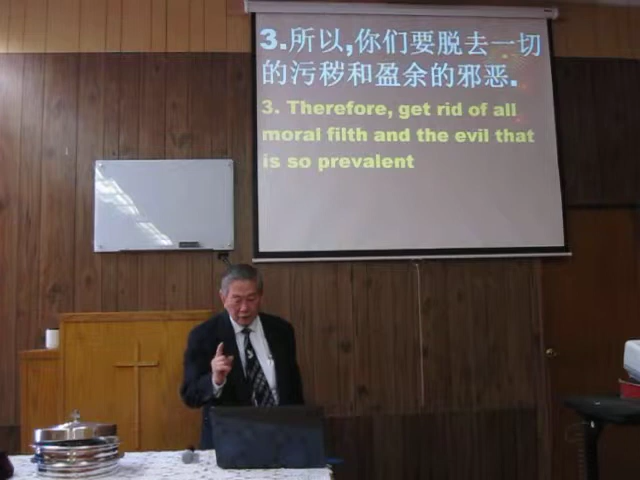 3.所以,你们要脱去一切
的污秽和盈余的邪恶.
3. Therefore, get rid of all
moral filth and the evil that
is so prevalent